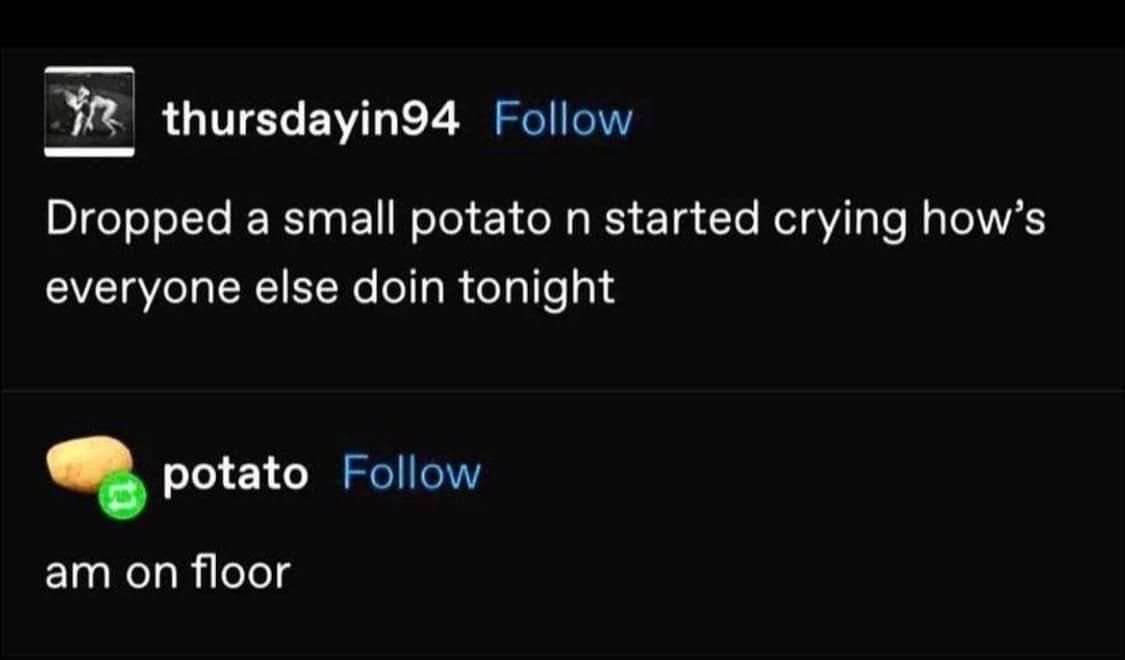 thursdayin94 Follow
Dropped a small potato n started crying how’s
everyone else doin tonight
potato Follow
am on floor